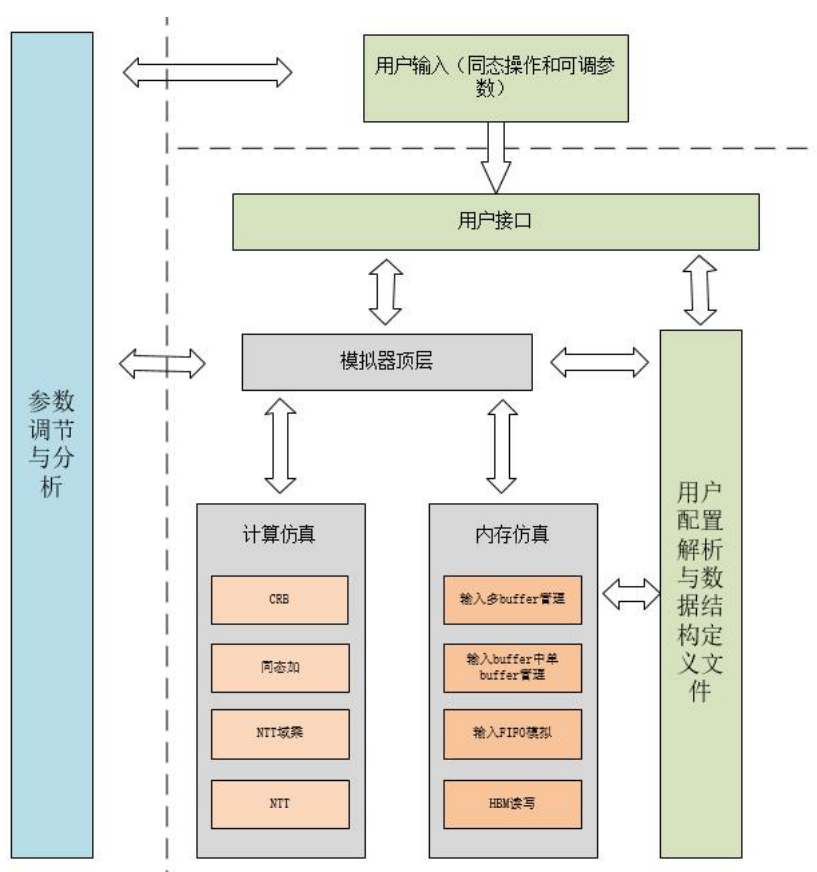 用户输入（同态操作和可调参
数）
用户接口
模拟器顶层
参数
调节
与分
析
计算仿真
CRB
同态加
NTT域乘
NTT
内存仿真
输入多buffer管理
输入buffer中单
buffer管理
输入FIFO模拟
HBM读写
用户
配置
解析
与数
据结
构定
义文
件